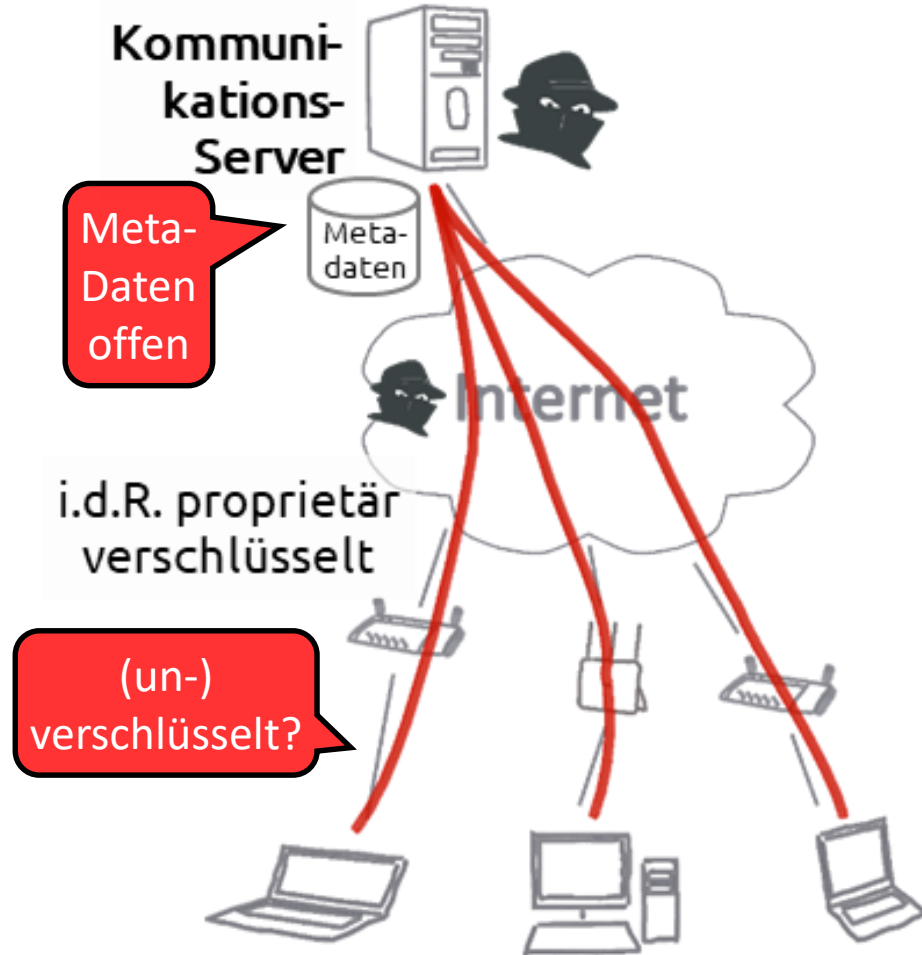 Kommuni-
kations-
Server
Meta-
Daten
offen
Meta-
daten
Internet
i.d.R. proprietär
verschlüsselt
(un-)
verschlüsselt?